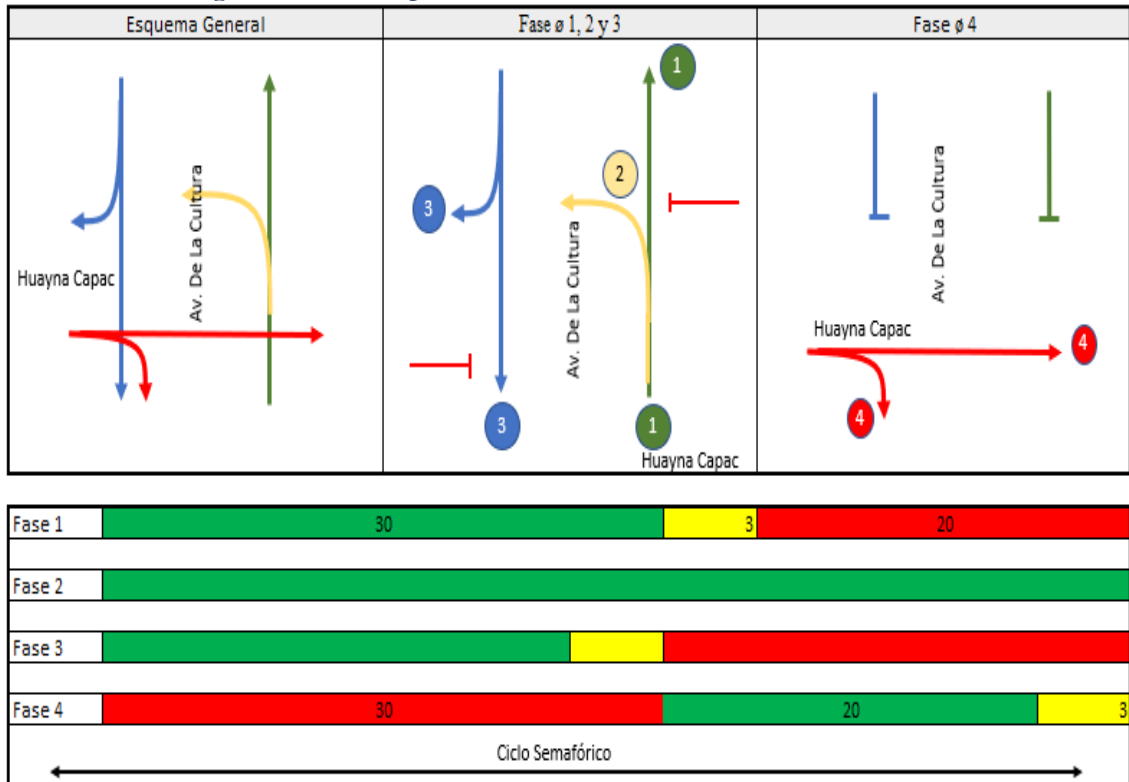 Esquema General
Fase ø 1, 2 y 3
Fase ø 4
Huayna Capac
Av. De La Cultura
1
2
3
Av. De La Cultura
3
1
Huayna Capac
Av. De La Cultura
Huayna Capac
4
4
Fase 1 30 3 20
Fase 2
Fase 3
Fase 4 30 20 3
Ciclo Semafórico